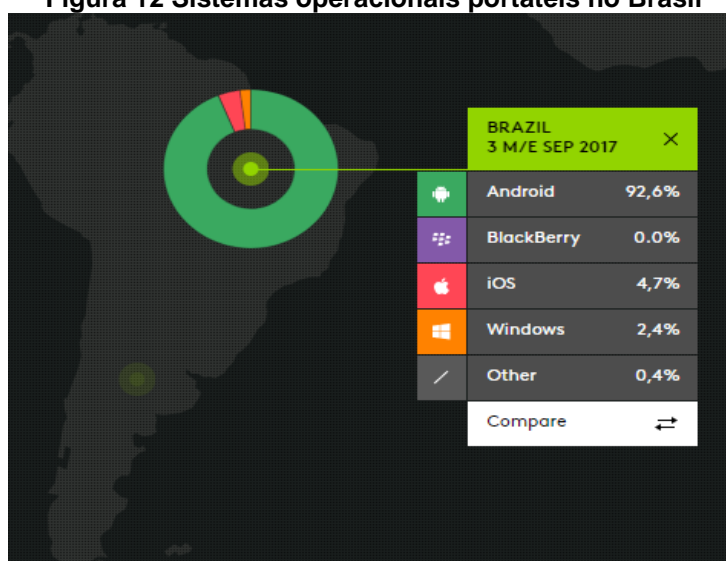 Figura 12 Sistemas operacionais portáteis no Brasil
BRAZIL
3 M/E SEP 2017
Android 92,6%
BlackBerry 0.0%
iOS 4,7%
Windows 2,4%
Other 0,4%
Compare